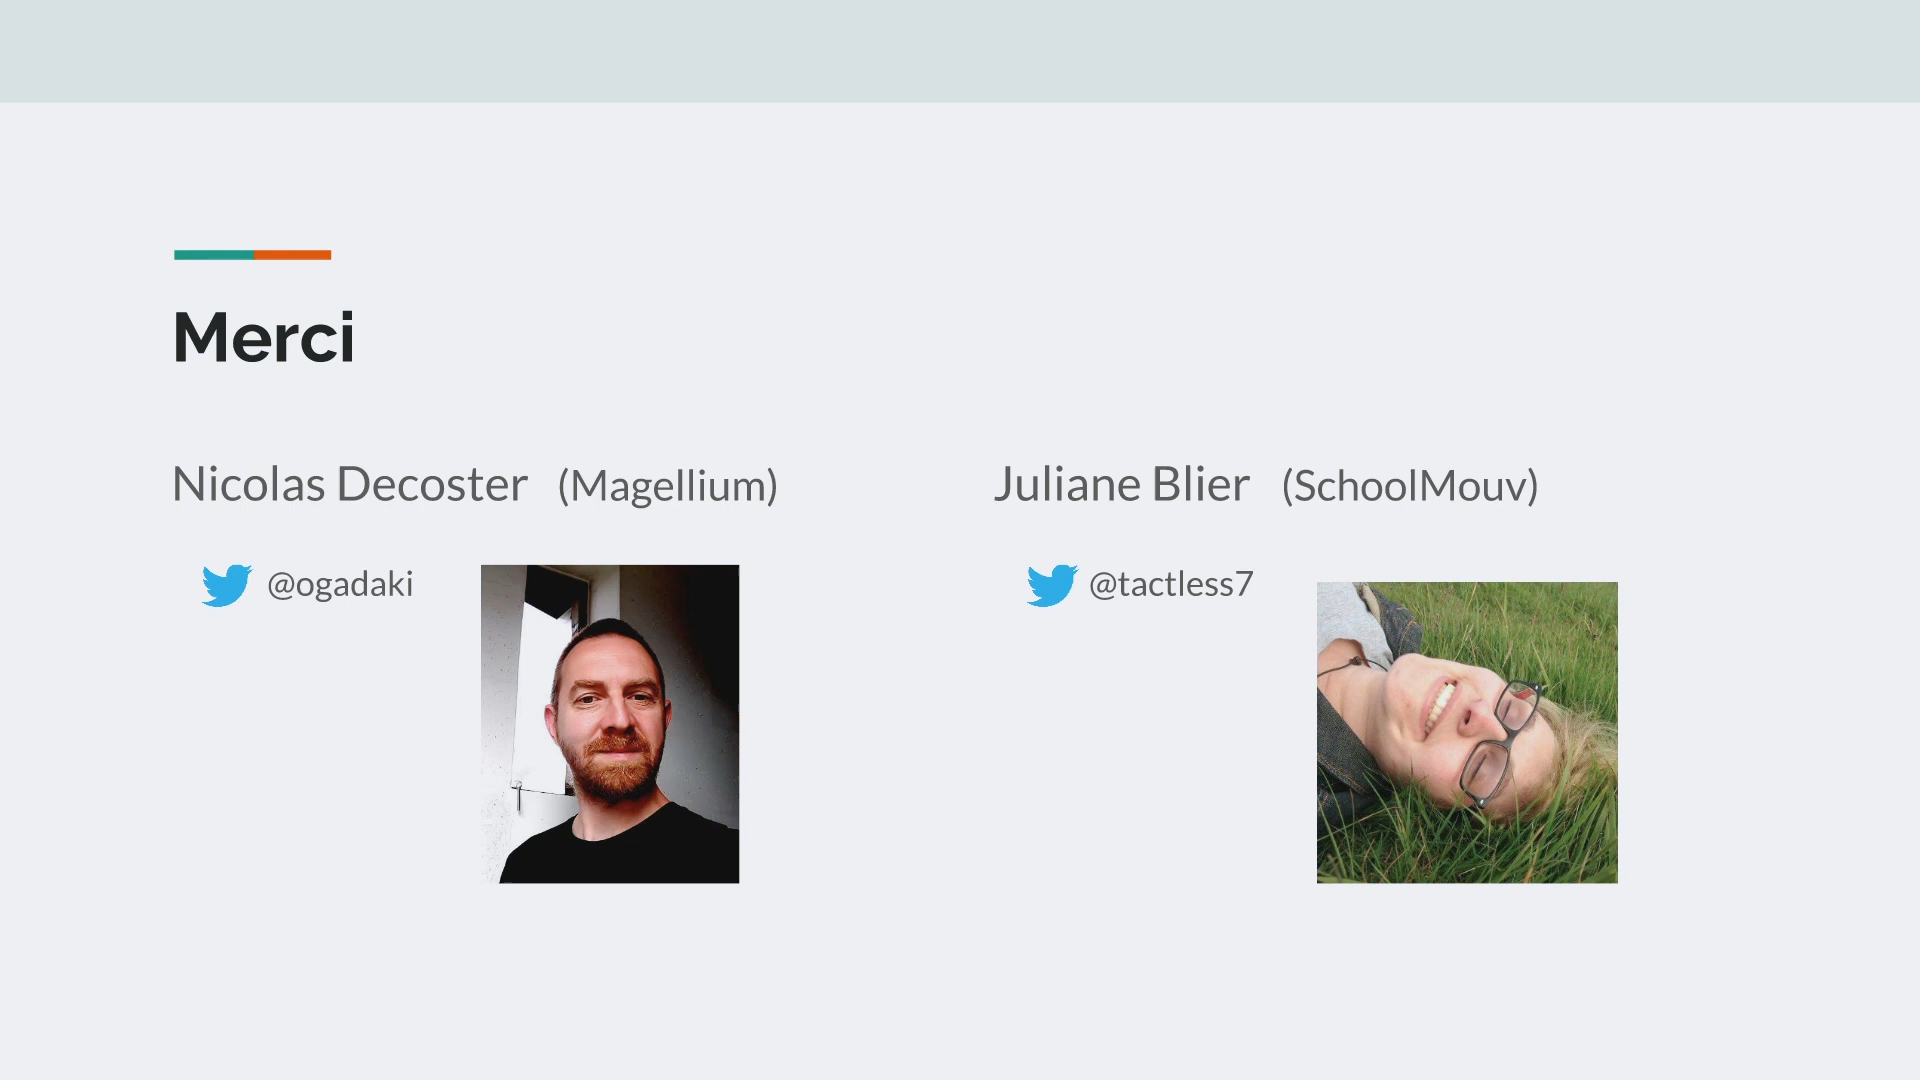 Merci
Nicolas Decoster (Magellium)
@ogadaki
Juliane Blier (SchoolMouv)
@tactless7